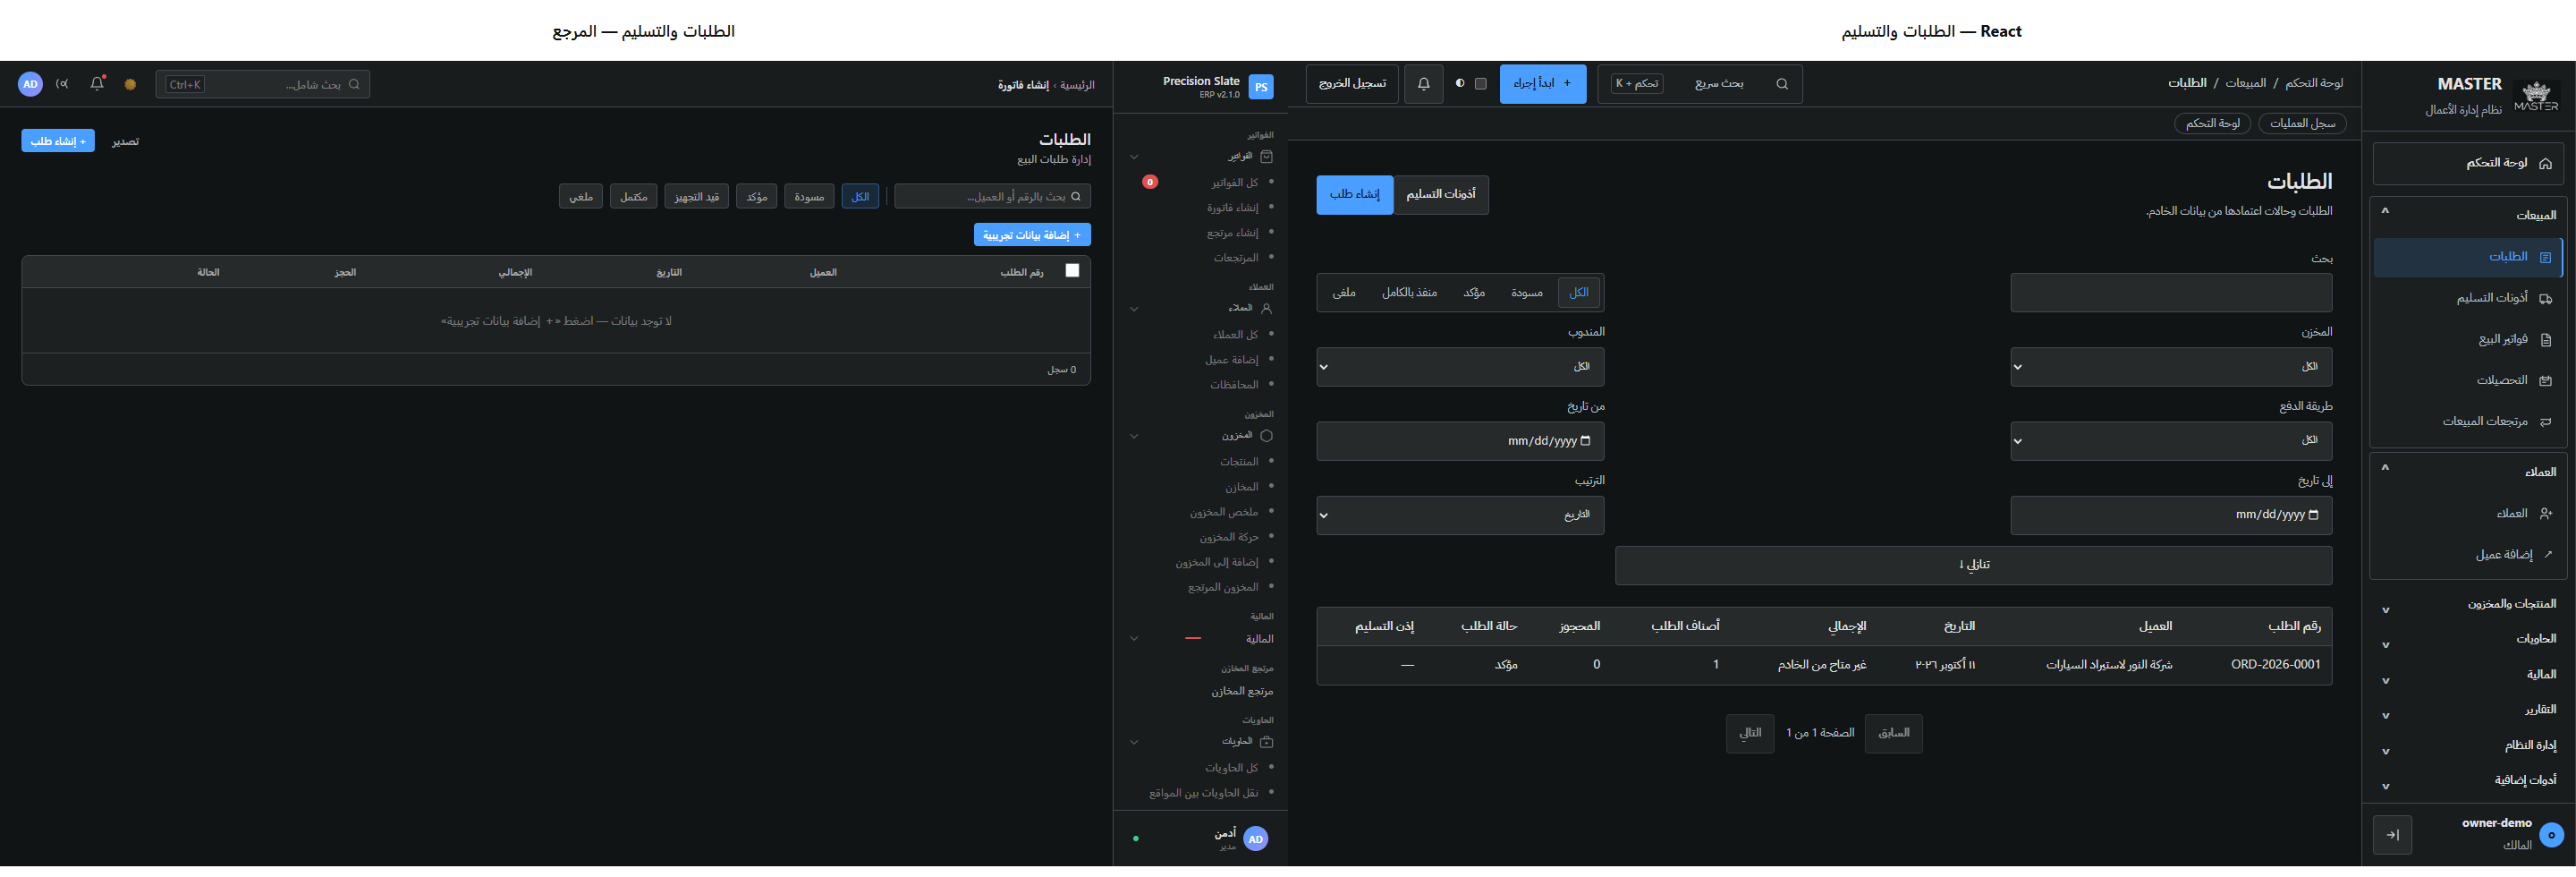 React — الطلبات والتسليم
الطلبات والتسليم — المرجع
MASTER
نظام إدارة الأعمال
MASTER
لوحة التحكم
المبيعات
الطلبات
أذونات التسليم
فواتير البيع
التحصيلات
مرتجعات المبيعات
العملاء
العملاء
إضافة عميل
المنتجات والمخزون
الحاويات
المالية
التقارير
إدارة النظام
أدوات إضافية
owner-demo
المالك
لوحة التحكم / المبيعات / الطلبات
بحث سريع
تحكم + K
+ ابدأ إجراء
تسجيل الخروج
سجل العمليات
لوحة التحكم
الطلبات
الطلبات وحالات اعتمادها من بيانات الخادم.
أذونات التسليم
إنشاء طلب
بحث
الكل
مسودة
مؤكد
منفذ بالكامل
ملغى
المخزن
المندوب
الكل
الكل
طريقة الدفع
من تاريخ
الكل
mm/dd/yyyy
إلى تاريخ
الترتيب
mm/dd/yyyy
التاريخ
تنازلي ↓
رقم الطلب العميل التاريخ الإجمالي أصناف الطلب المحجوز حالة الطلب إذن التسليم
ORD-2026-0001 شركة النور لاستيراد السيارات ١١ أكتوبر ٢٠٢٦ غير متاح من الخادم 1 0 مؤكد —
السابق
الصفحة 1 من 1
التالي
PS
Precision Slate
ERP v2.1.0
الفواتير
الفواتير
كل الفواتير
0
إنشاء فاتورة
إنشاء مرتجع
المرتجعات
العملاء
العملاء
كل العملاء
إضافة عميل
المحافظات
المخزون
المخزون
المنتجات
المخازن
ملخص المخزون
حركة المخزون
إضافة إلى المخزون
المخزون المرتجع
المالية
المالية
مرتجع المخازن
مرتجع المخازن
الحاويات
الحاويات
كل الحاويات
نقل الحاويات بين المواقع
AD
أدمن
مدير
الرئيسية › إنشاء فاتورة
بحث شامل...
Ctrl+K
AD
الطلبات
إدارة طلبات البيع
تصدير
+ إنشاء طلب
بحث بالرقم أو العميل...
الكل
مسودة
مؤكد
قيد التجهيز
مكتمل
ملغي
+ إضافة بيانات تجريبية
رقم الطلب العميل التاريخ الإجمالي الحجز الحالة
لا توجد بيانات — اضغط «+ إضافة بيانات تجريبية»
0 سجل